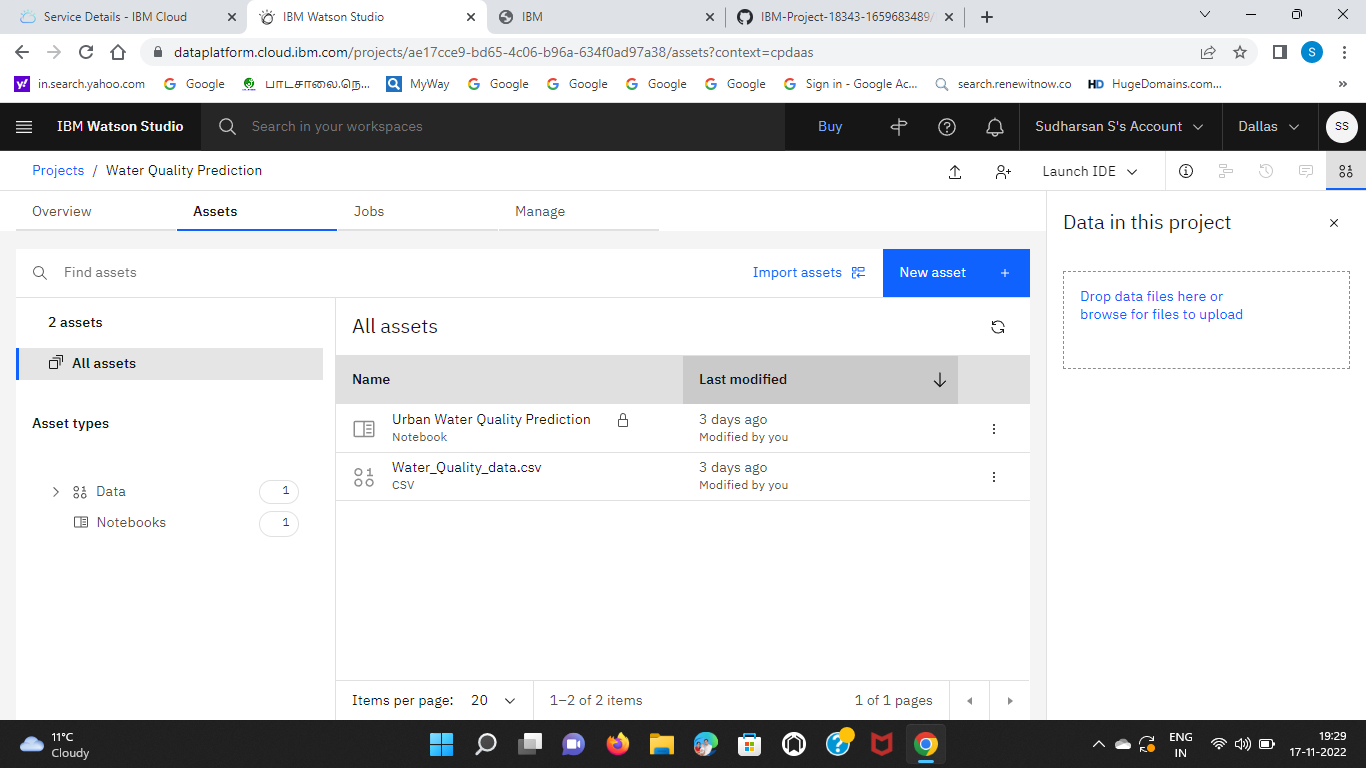 Service Details - IBM Cloud
IBM Watson Studio
IBM
IBM-Project-18343-1659683489/
dataplatform.cloud.ibm.com/projects/ae17cce9-bd65-4c06-b96a-634f0ad97a38/assets?context=cpdaas
S
in.search.yahoo.com
Google
பாடசாலை.நெ...
MyWay
Google
Google
Google
Google
Sign in - Google Ac...
search.renewitnow.co
HD HugeDomains.com...
»
IBM Watson Studio
Search in your workspaces
Buy
Sudharsan S's Account
Dallas
SS
Projects / Water Quality Prediction
Launch IDE
Overview
Assets
Jobs
Manage
Data in this project
Find assets
Import assets
New asset +
Drop data files here or
browse for files to upload
2 assets
All assets
All assets
Name
Last modified
Asset types
Urban Water Quality Prediction
Notebook
3 days ago
Modified by you
Water_Quality_data.csv
CSV
3 days ago
Modified by you
Data
1
Notebooks
1
Items per page: 20
1–2 of 2 items
1 of 1 pages
11°C
Cloudy
ENG
IN
19:29
17-11-2022